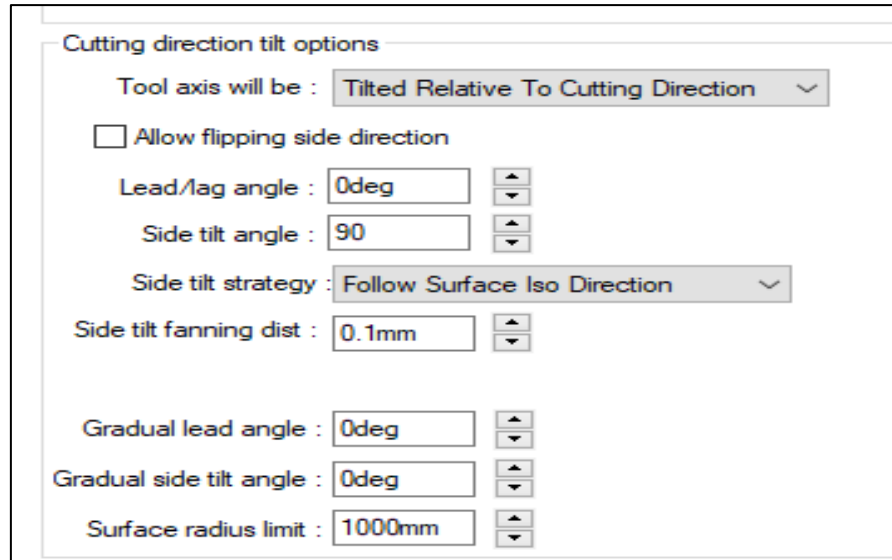 Cutting direction tilt options
Tool axis will be : Tilted Relative To Cutting Direction
Allow flipping side direction
Lead/lag angle : 0deg
Side tilt angle : 90
Side tilt strategy : Follow Surface Iso Direction
Side tilt fanning dist : 0.1mm
Gradual lead angle : 0deg
Gradual side tilt angle : 0deg
Surface radius limit : 1000mm